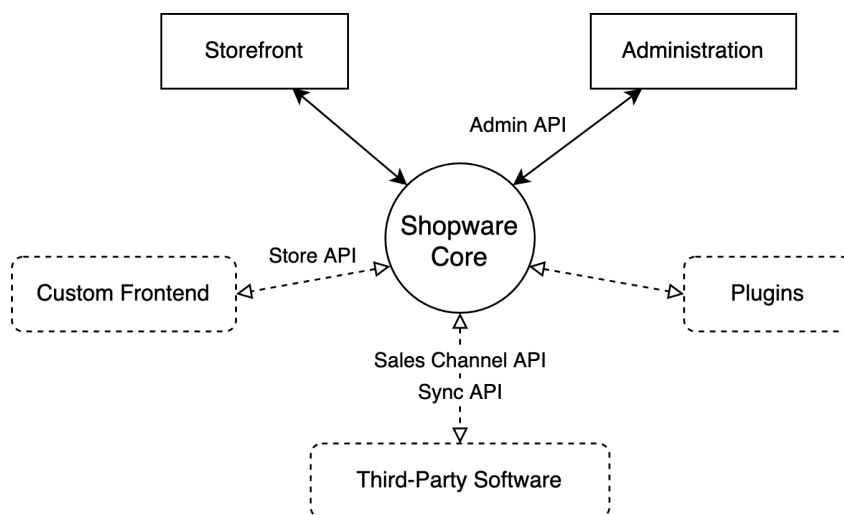 Storefront
Administration
Admin API
Shopware
Core
Store API
Custom Frontend
Plugins
Sales Channel API
Sync API
Third-Party Software